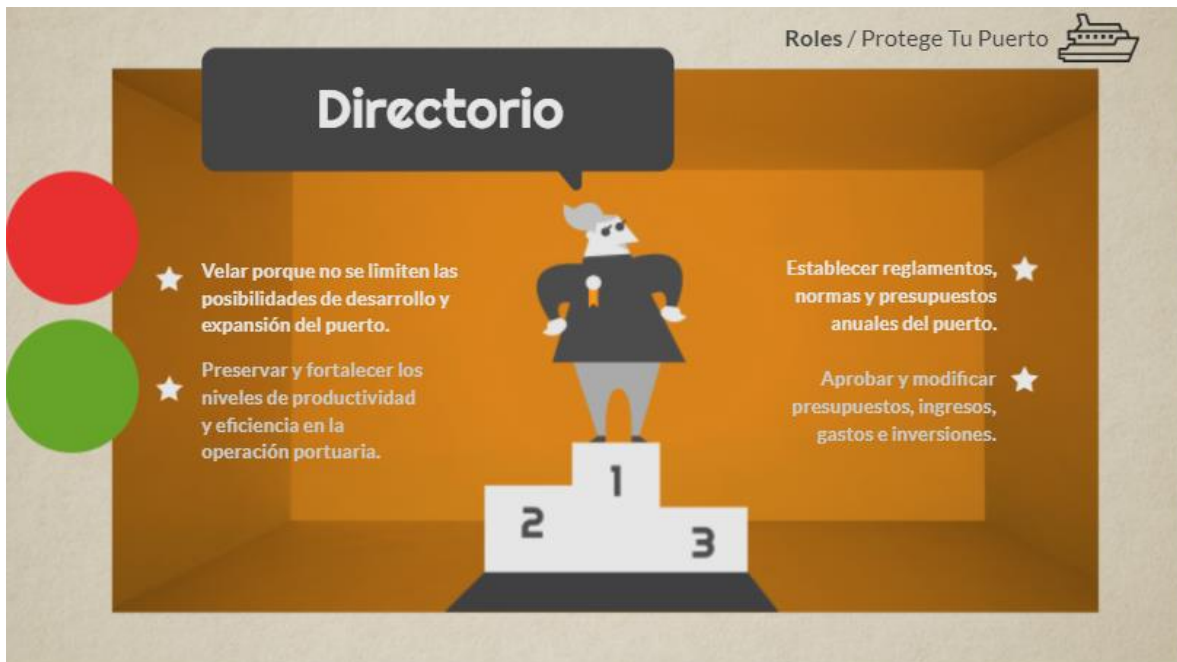 Roles / Protege Tu Puerto
Directorio
Velar porque no se limiten las
posibilidades de desarrollo y
expansión del puerto.
Preservar y fortalecer los
niveles de productividad
y eficiencia en la
operación portuaria.
Establecer reglamentos,
normas y presupuestos
anuales del puerto.
Aprobar y modificar
presupuestos, ingresos,
gastos e inversiones.
1
2
3